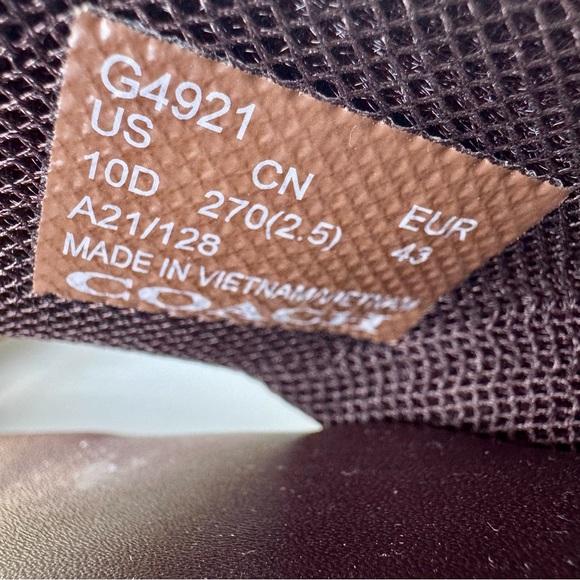 G4921
US CN EUR
10D 270(2.5) 43
A21/128
MADE IN VIETNAM/VIETNAM
COACH